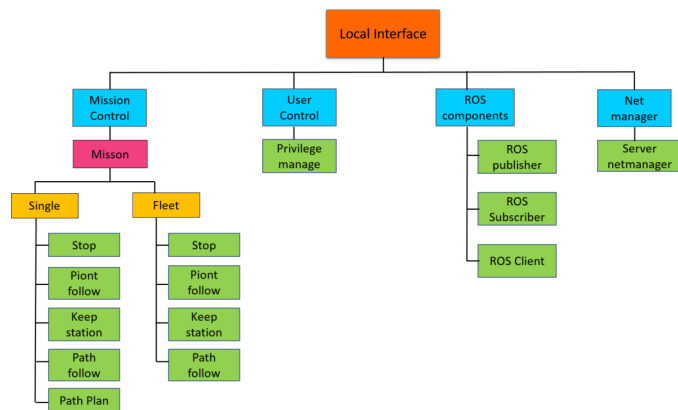 Local Interface
Mission
Control
User
Control
ROS
components
Net
manager
Misson
Privilege
manage
ROS
publisher
Server
netmanager
Single
Fleet
ROS
Subscriber
Stop
Stop
ROS Client
Piont
follow
Piont
follow
Keep
station
Keep
station
Path
follow
Path
follow
Path Plan